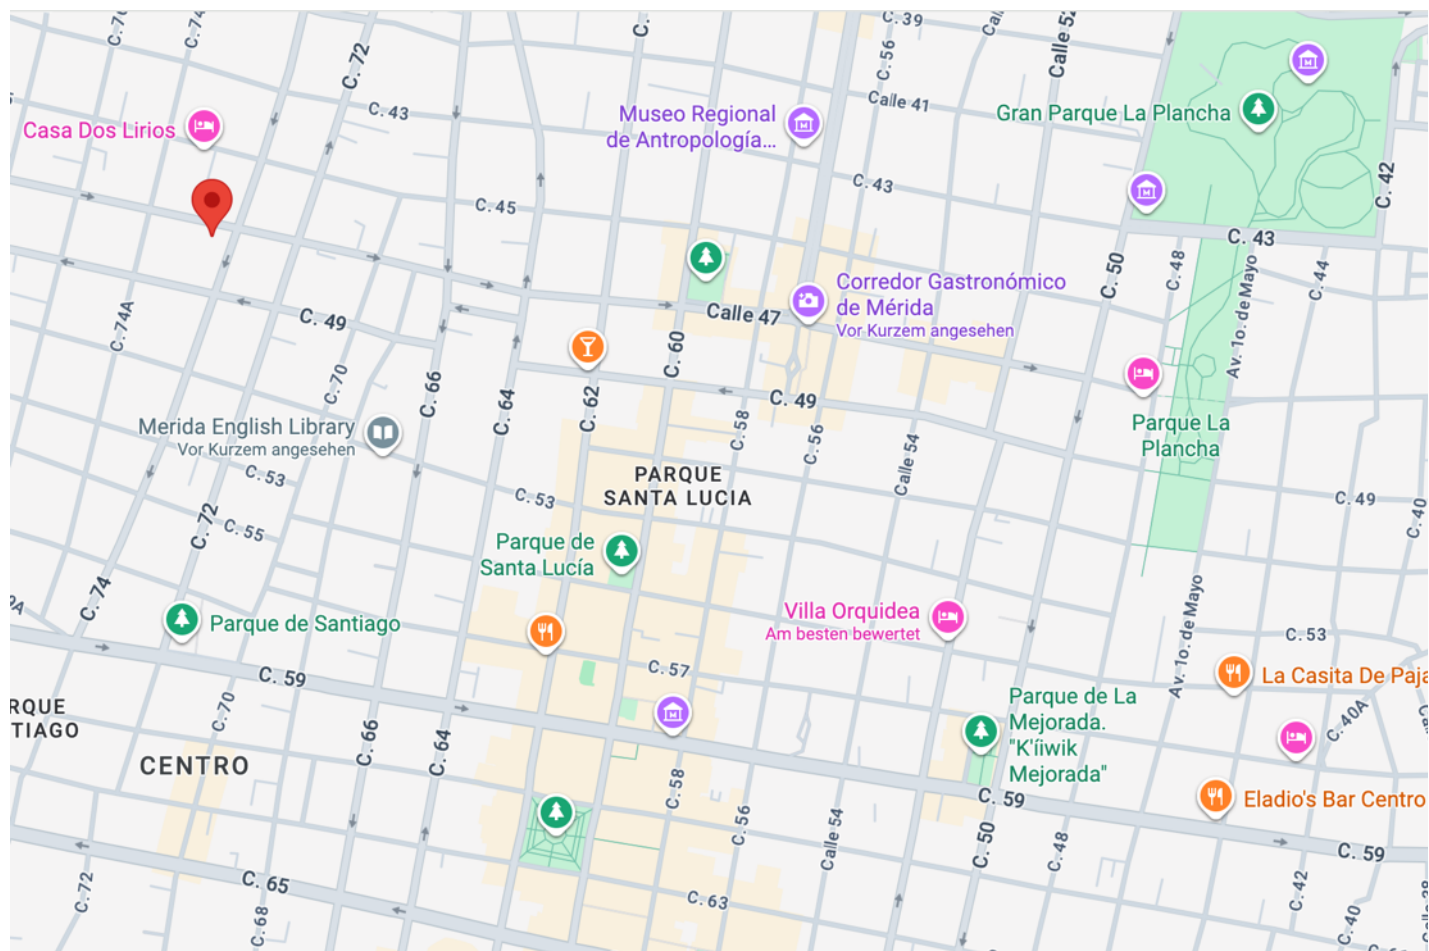 C. 74
C. 72
C.
C. 39
C. 56
Calle 52
C. 43
Calle 41
Museo Regional
de Antropología...
Gran Parque La Plancha
Casa Dos Lirios
C. 45
C. 43
C. 42
C. 43
C. 50
C. 48
C. 44
Av. 1o. de Mayo
Corredor Gastronómico
de Mérida
Vor Kurzem angesehen
Calle 47
C. 74A
C. 49
C. 60
C. 70
C. 66
C. 64
C. 62
C. 49
C. 58
C. 56
Calle 54
Parque La
Plancha
Merida English Library
Vor Kurzem angesehen
C. 53
C. 53
PARQUE
SANTA LUCIA
C. 49
C. 40
C. 72
C. 55
Parque de
Santa Lucía
C. 74
Parque de Santiago
Villa Orquidea
Am besten bewertet
Av. 1o. de Mayo
C. 53
C. 59
C. 57
La Casita De Paja
RQUE
TIAGO
C. 70
C. 66
C. 64
Parque de La
Mejorada.
"K'íiwik
Mejorada"
C. 40A
CENTRO
C. 58
C. 56
Calle 54
C. 59
C. 50
C. 48
Eladio's Bar Centro
C. 59
C. 72
C. 65
C. 68
C. 63
C. 42
C. 40